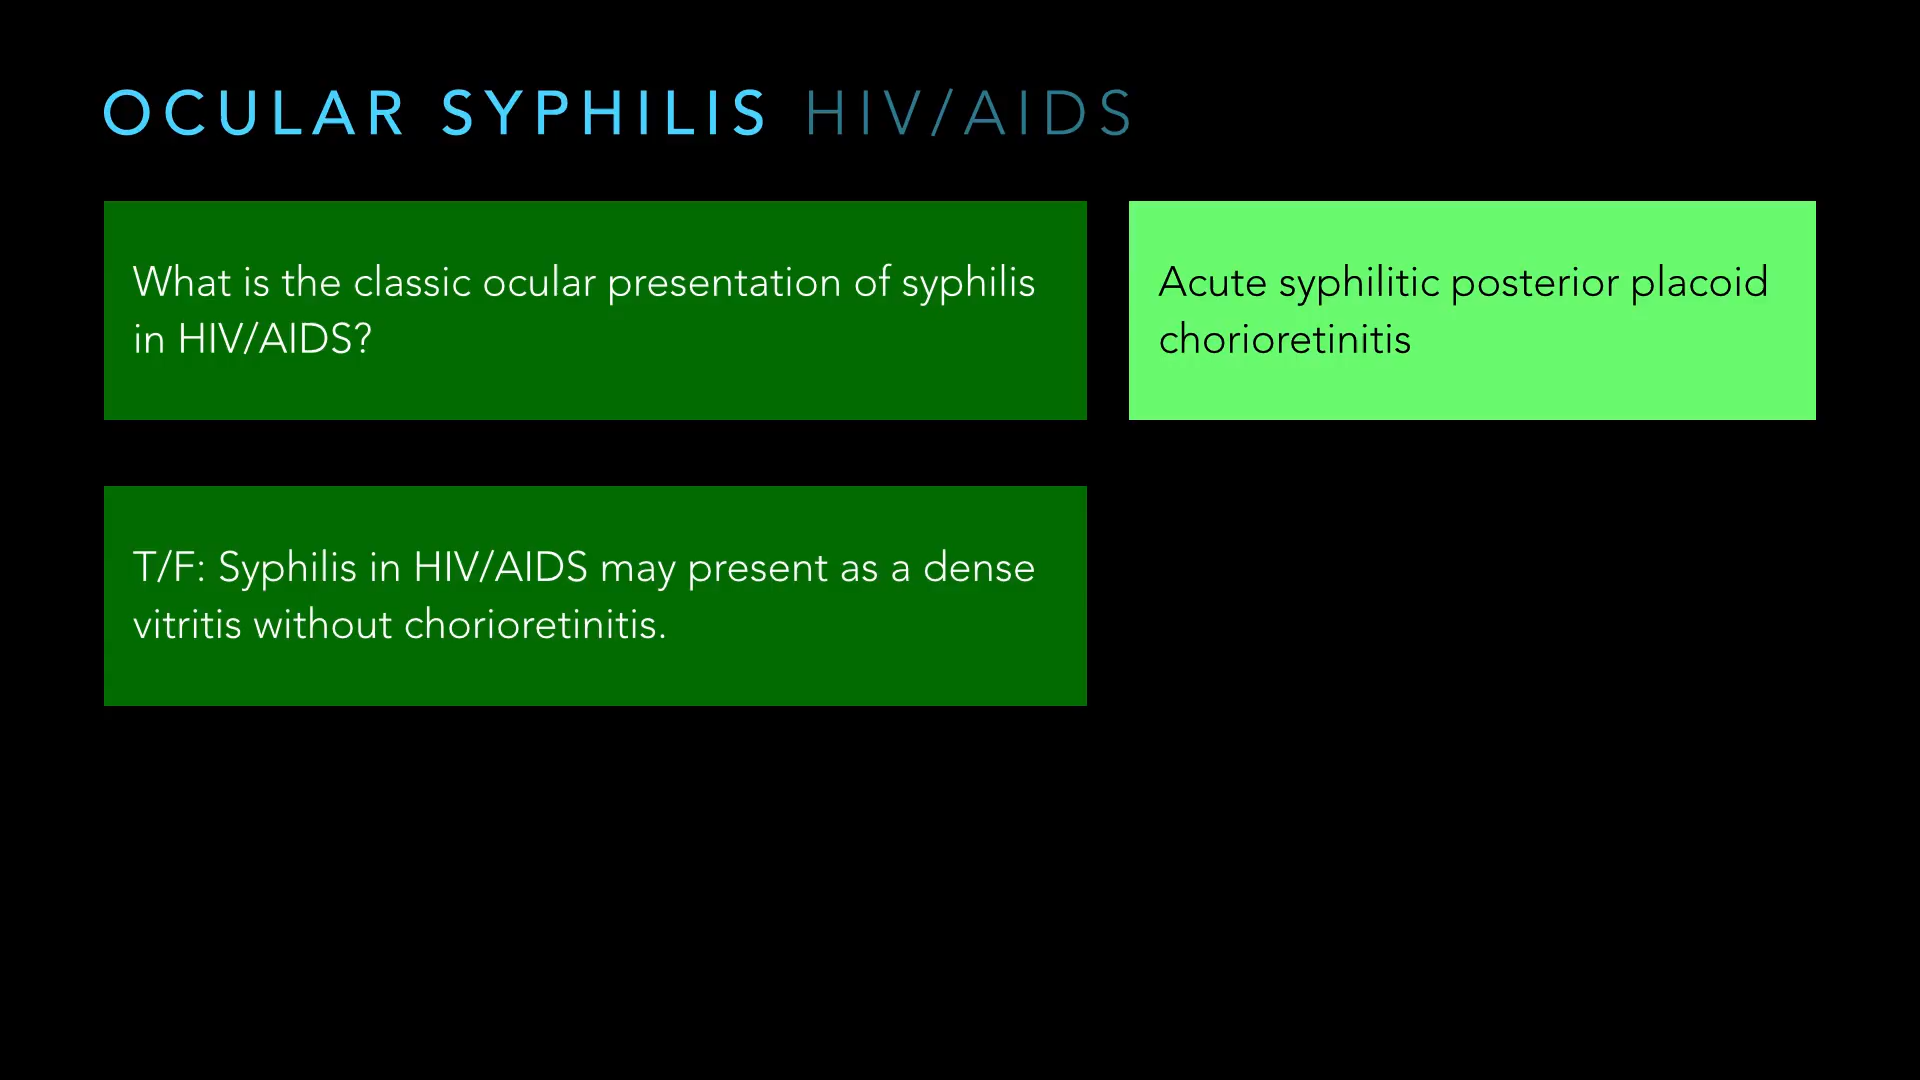 OCULAR SYPHILIS HIV/AIDS
What is the classic ocular presentation of syphilis
in HIV/AIDS?
Acute syphilitic posterior placoid
chorioretinitis
T/F: Syphilis in HIV/AIDS may present as a dense
vitritis without chorioretinitis.